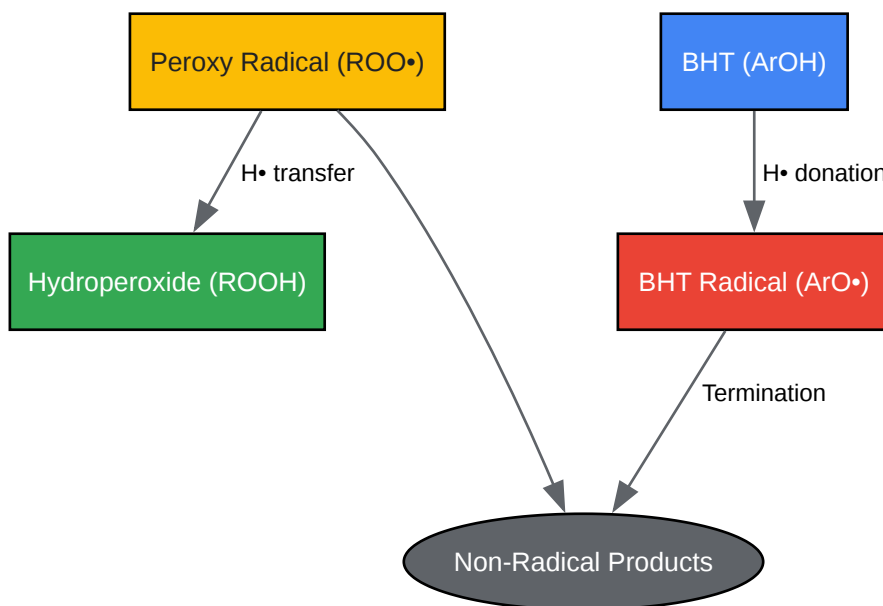 Peroxy Radical (ROO•)
BHT (ArOH)
H• transfer
H• donation
Hydroperoxide (ROOH)
BHT Radical (ArO•)
Termination
Non-Radical Products